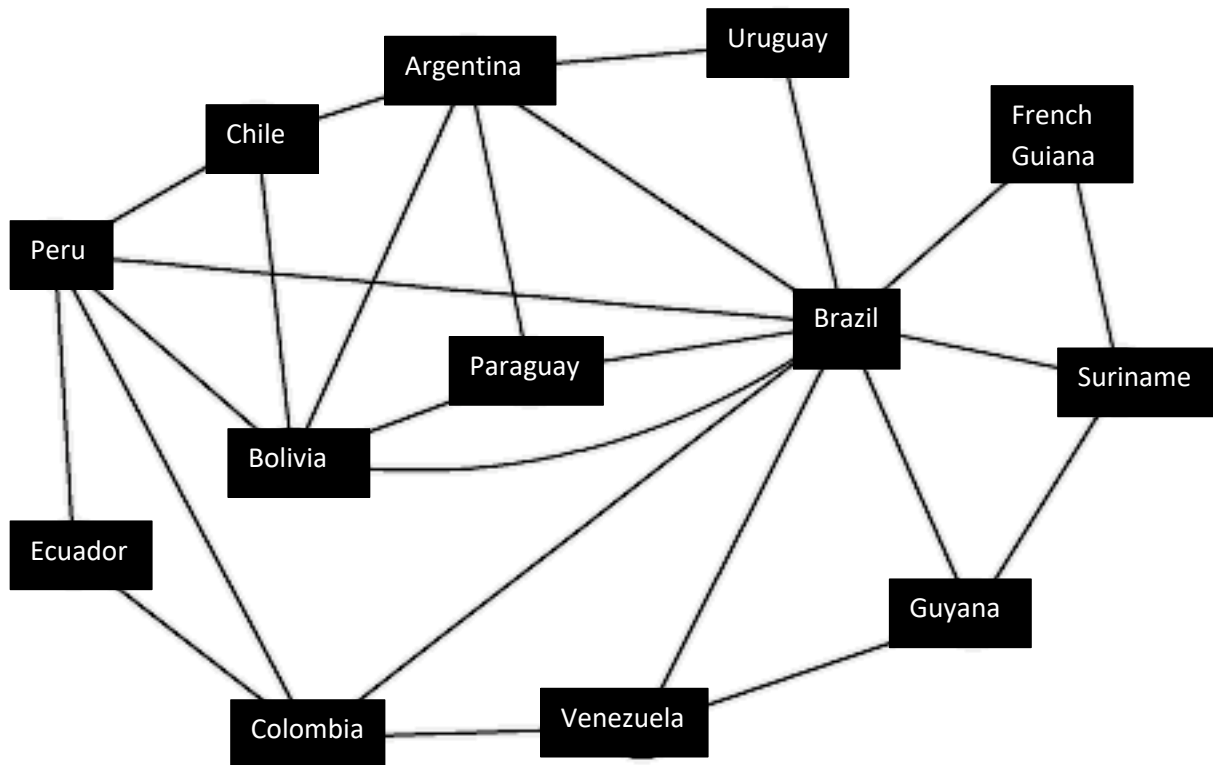 Uruguay
Argentina
French
Guiana
Chile
Peru
Brazil
Paraguay
Suriname
Bolivia
Ecuador
Guyana
Venezuela
Colombia